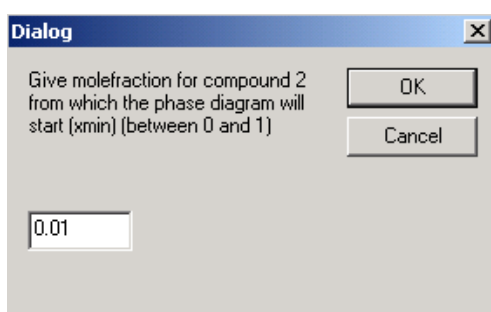 Dialog
Give molefraction for compound 2
from which the phase diagram will
start (xmin) (between 0 and 1)
OK
Cancel
0.01